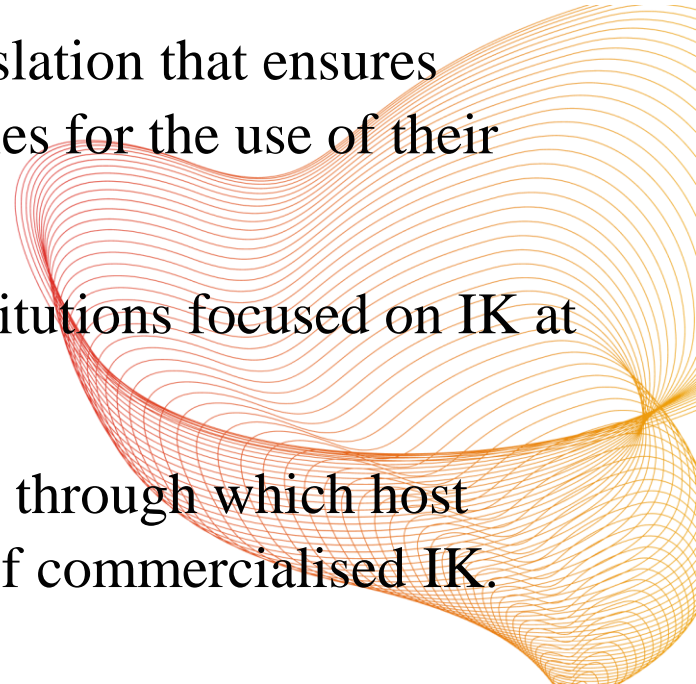 slation that ensures
es for the use of their
itutions focused on IK at
through which host
f commercialised IK.